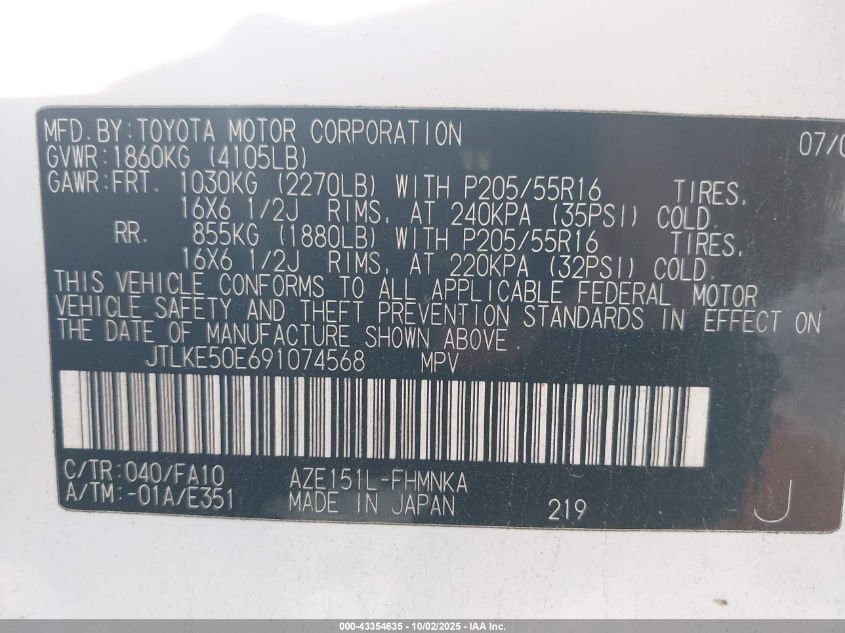 MFD.BY:TOYOTA MOTOR CORPORATION 07/0
GVWR:1860KG (4105LB)
GAWR:FRT. 1030KG (2270LB) WITH P205/55R16 TIRES,
16X6 1/2J RIMS, AT 240KPA (35PSI) COLD.
RR. 855KG (1880LB) WITH P205/55R16 TIRES,
16X6 1/2J RIMS, AT 220KPA (32PSI) COLD.
THIS VEHICLE CONFORMS TO ALL APPLICABLE FEDERAL MOTOR
VEHICLE SAFETY AND THEFT PREVENTION STANDARDS IN EFFECT ON
THE DATE OF MANUFACTURE SHOWN ABOVE.
JTLKE50E691074568 MPV
C/TR:040/FA10 AZE151L-FHMNKA
A/TM:-01A/E351 MADE IN JAPAN 219 J
000-43354635 - 10/02/2025 - IAA Inc.